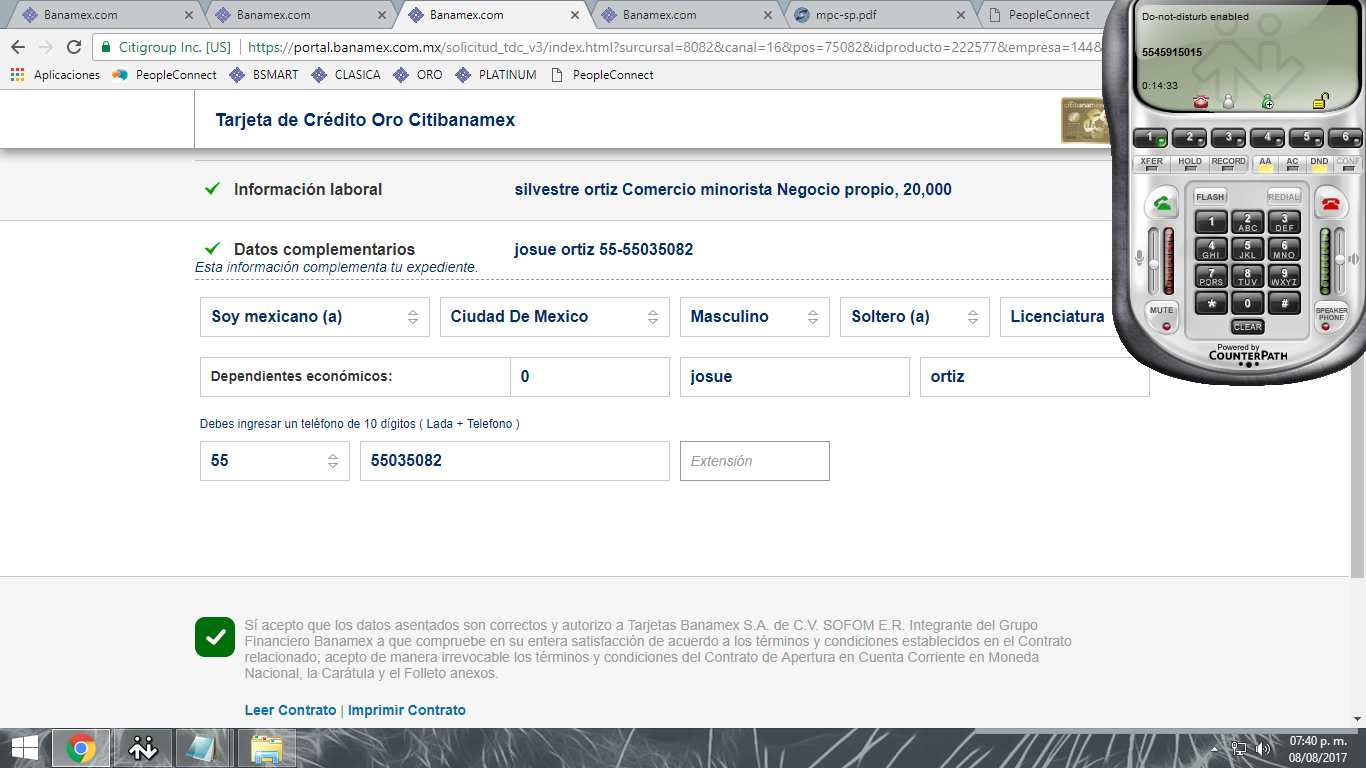 Banamex.com
Banamex.com
Banamex.com
Banamex.com
mpc-sp.pdf
PeopleConnect
Citigroup Inc. [US]
https://portal.banamex.com.mx/solicitud_tdc_v3/index.html?surcursal=8082&canal=16&pos=75082&idproducto=222577&empresa=144&
Aplicaciones
PeopleConnect
BSMART
CLASICA
ORO
PLATINUM
PeopleConnect
Do-not-disturb enabled
5545915015
0:14:33
1 2 3 4 5 6
XFER HOLD RECORD AA AC DND CONF
FLASH REDIAL
1 2 ABC 3 DEF
4 GHI 5 JKL 6 MNO
7 PQRS 8 TUV 9 WXYZ
* 0 #
MUTE
CLEAR
SPEAKER PHONE
Powered by
COUNTERPATH
Tarjeta de Crédito Oro Citibanamex
citibanamex
Información laboral
silvestre ortiz Comercio minorista Negocio propio, 20,000
Datos complementarios
josue ortiz 55-55035082
Esta información complementa tu expediente.
Soy mexicano (a)
Ciudad De Mexico
Masculino
Soltero (a)
Licenciatura
Dependientes económicos:
0
josue
ortiz
Debes ingresar un teléfono de 10 dígitos ( Lada + Telefono )
55
55035082
Extensión
Sí acepto que los datos asentados son correctos y autorizo a Tarjetas Banamex S.A. de C.V. SOFOM E.R. Integrante del Grupo
Financiero Banamex a que compruebe en su entera satisfacción de acuerdo a los términos y condiciones establecidos en el Contrato
relacionado; acepto de manera irrevocable los términos y condiciones del Contrato de Apertura en Cuenta Corriente en Moneda
Nacional, la Carátula y el Folleto anexos.
Leer Contrato | Imprimir Contrato
07:40 p. m.
08/08/2017